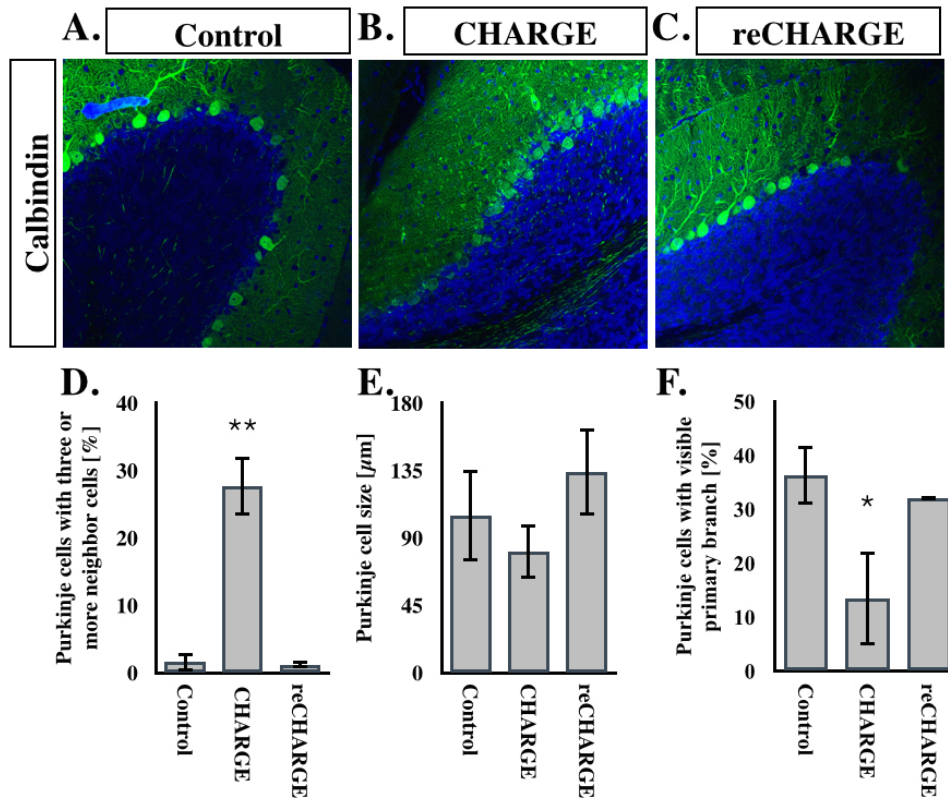 A. Control
B. CHARGE
C. reCHARGE
Calbindin
D.
Purkinje cells with three or
more neighbor cells [%]
40
30
20
10
0
**
Control
CHARGE
reCHARGE
E.
Purkinje cell size [µm]
180
135
90
45
0
Control
CHARGE
reCHARGE
F.
Purkinje cells with visible
primary branch [%]
50
40
30
20
10
0
*
Control
CHARGE
reCHARGE